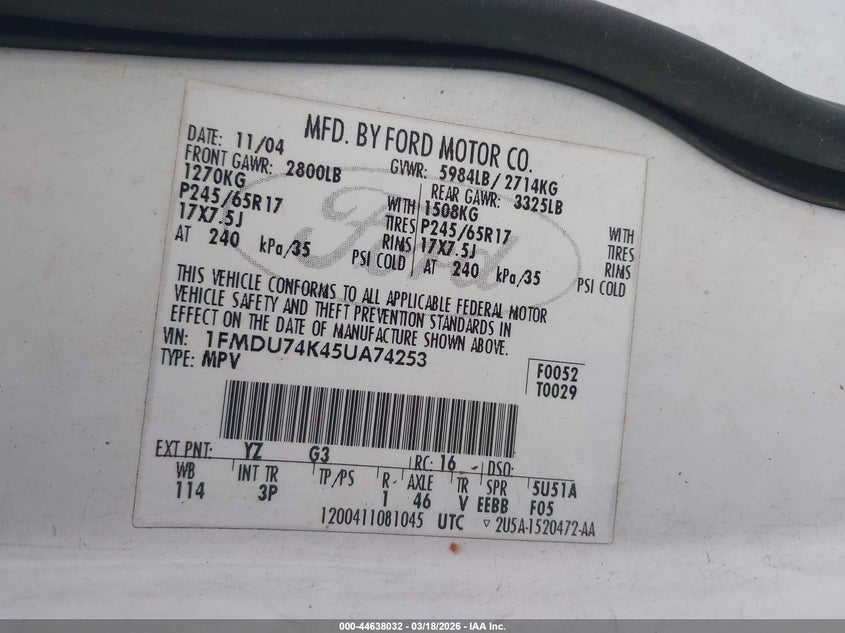 MFD. BY FORD MOTOR CO.
DATE: 11/04 GVWR: 5984LB/ 2714KG
FRONT GAWR: 2800LB REAR GAWR: 3325LB
1270KG WITH 1508KG WITH
P245/65R17 TIRES P245/65R17 TIRES
17X7.5J RIMS 17X7.5J RIMS
AT 240 kPa/35 PSI COLD AT 240 kPa/35 PSI COLD
Ford
THIS VEHICLE CONFORMS TO ALL APPLICABLE FEDERAL MOTOR
VEHICLE SAFETY AND THEFT PREVENTION STANDARDS IN
EFFECT ON THE DATE OF MANUFACTURE SHOWN ABOVE.
VIN: 1FMDU74K45UA74253
TYPE: MPV
F0052
T0029
EXT PNT: YZ G3 RC: 16 DSO:
WB INT TR TP/PS R AXLE TR SPR 5U51A
114 3P 1 46 V EEBB F05
1200411081045 UTC ▽ 2U5A-1520472-AA
000-44638032 — 03/18/2026 — IAA Inc.